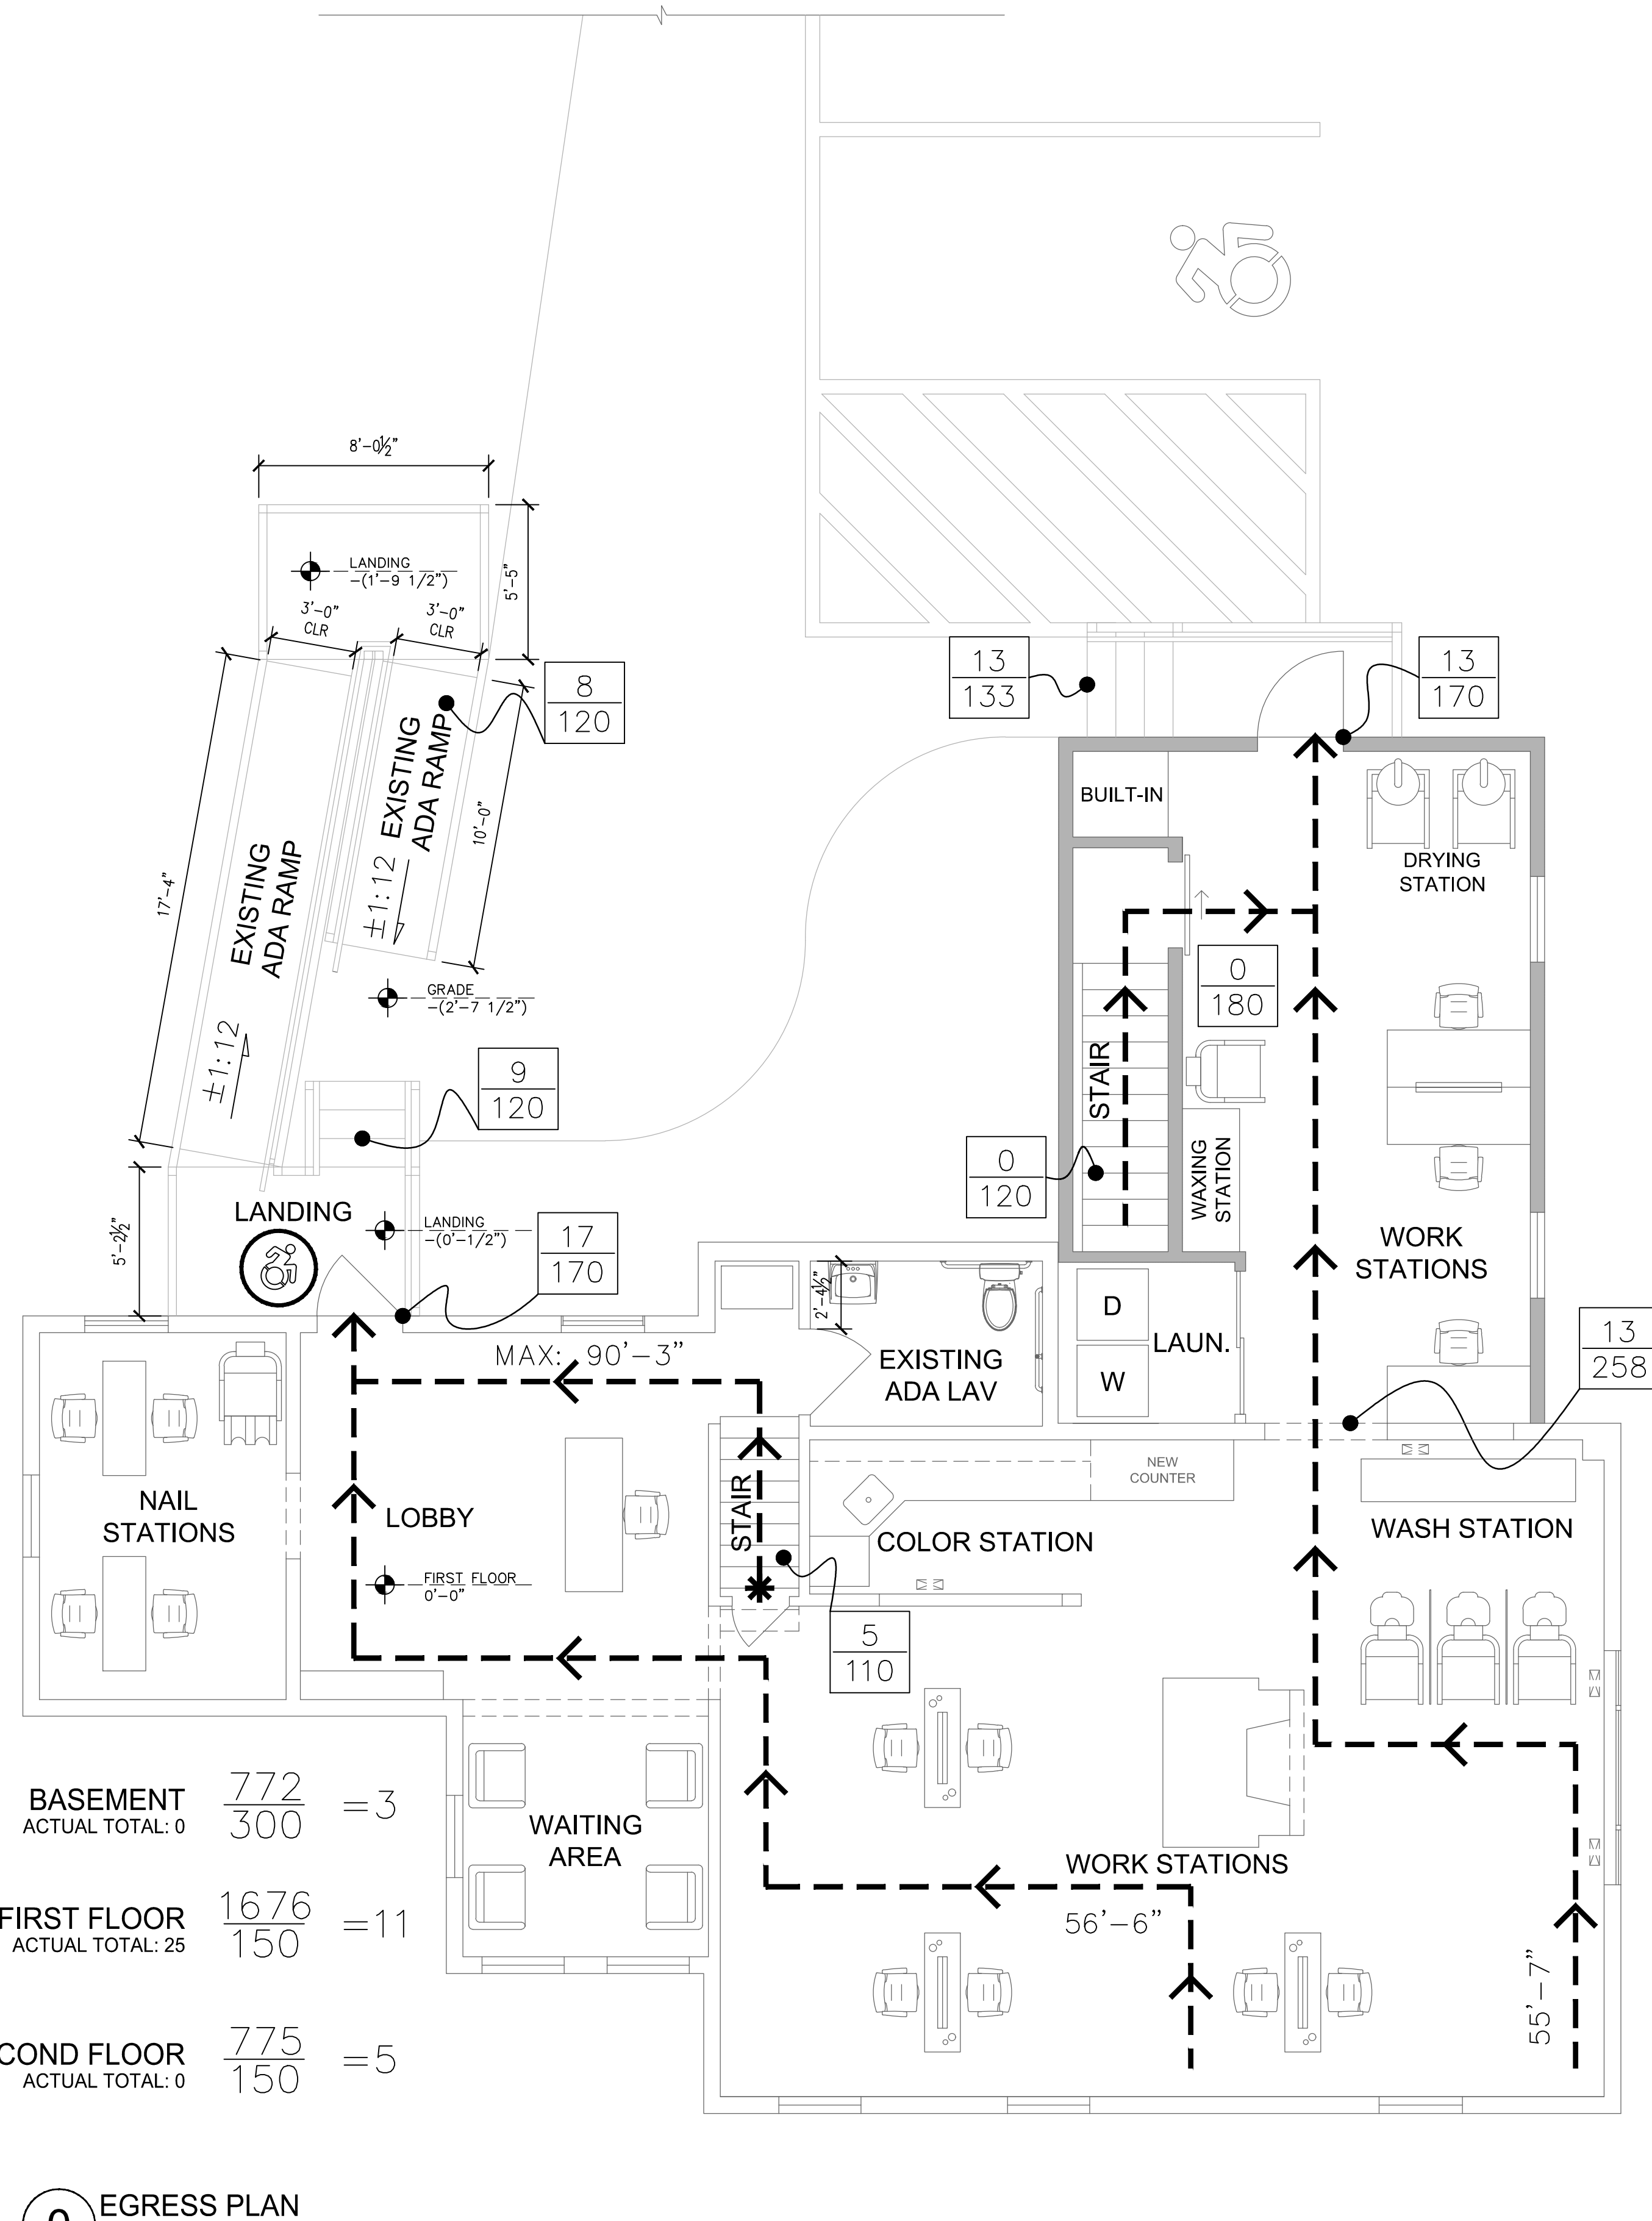 8'-0½"
LANDING
-(1'-9 1/2")
5'-5"
3'-0"
CLR
3'-0"
CLR
8
120
13
133
13
170
17'-4"
EXISTING
ADA RAMP
EXISTING
ADA RAMP
±1:12
10'-0"
±1:12
GRADE
-(2'-7 1/2")
BUILT-IN
DRYING
STATION
0
180
STAIR
9
120
0
120
WAXING
STATION
5'-2½"
LANDING
LANDING
-(0'-1/2")
17
170
WORK
STATIONS
2'-4½"
MAX: 90'-3"
EXISTING
ADA LAV
D
W
LAUN.
13
258
NAIL
STATIONS
LOBBY
FIRST FLOOR
0'-0"
STAIR
COLOR STATION
NEW
COUNTER
WASH STATION
5
110
WAITING
AREA
WORK STATIONS
56'-6"
55'-7"
BASEMENT
ACTUAL TOTAL: 0
772
300
=3
FIRST FLOOR
ACTUAL TOTAL: 25
1676
150
=11
COND FLOOR
ACTUAL TOTAL: 0
775
150
=5
EGRESS PLAN